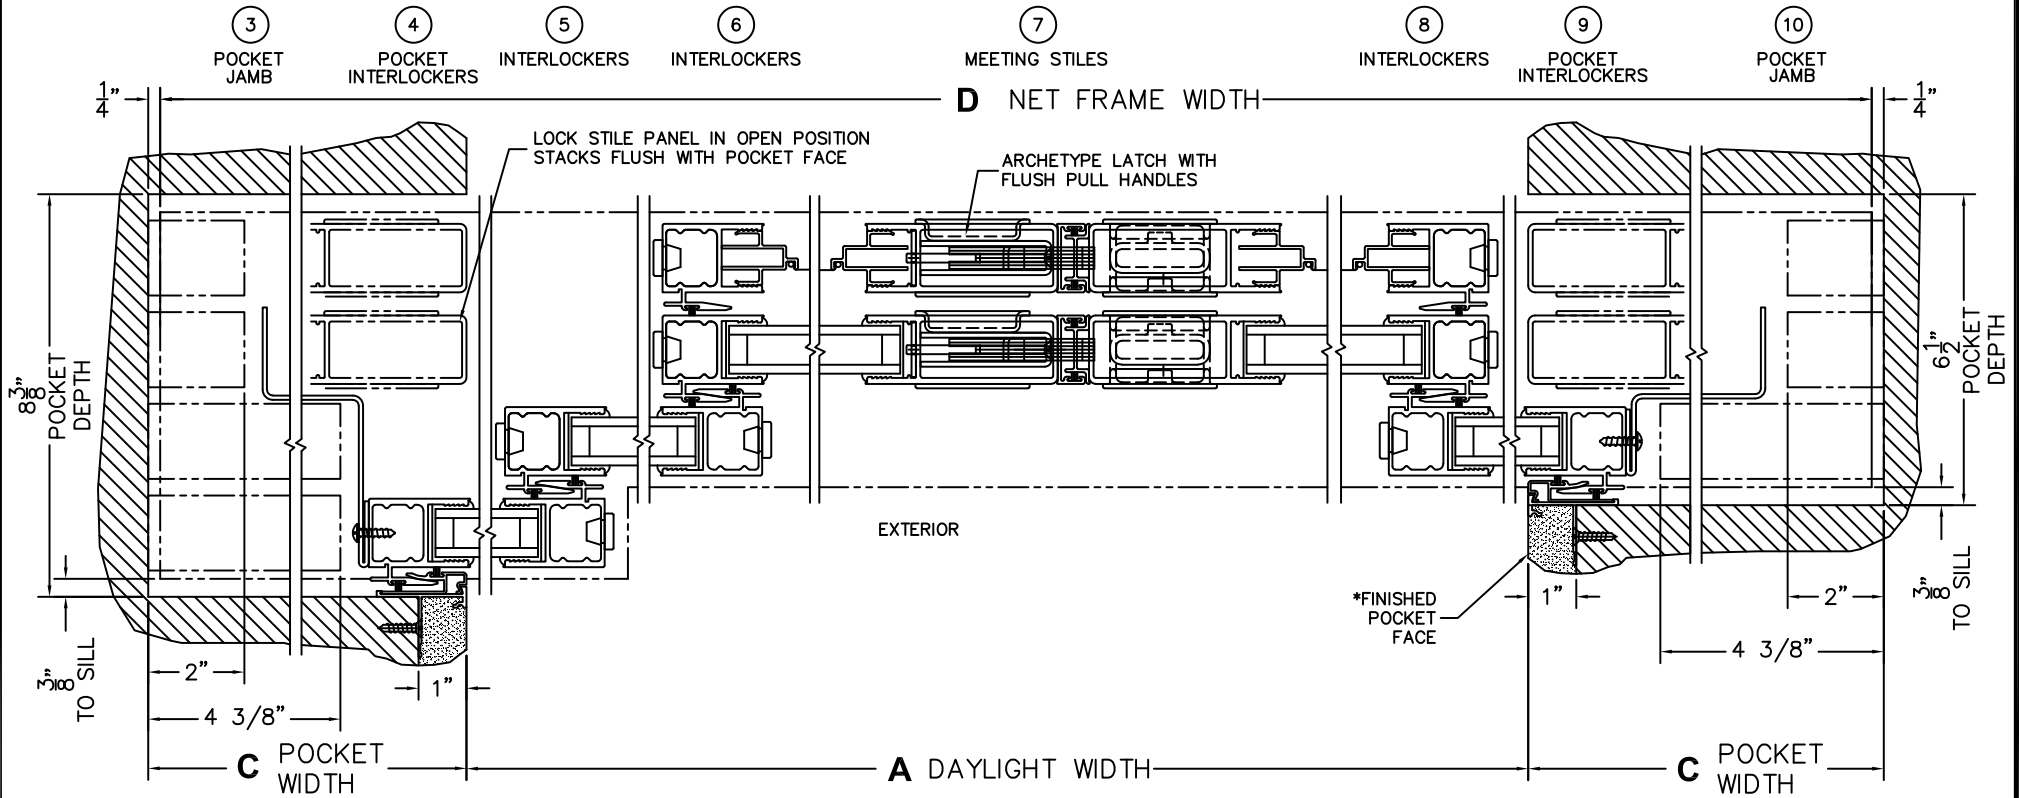 3
POCKET
JAMB
4
POCKET
INTERLOCKERS
5
INTERLOCKERS
6
INTERLOCKERS
7
MEETING STILES
8
INTERLOCKERS
9
POCKET
INTERLOCKERS
10
POCKET
JAMB
1/4"
D NET FRAME WIDTH
1/4"
LOCK STILE PANEL IN OPEN POSITION
STACKS FLUSH WITH POCKET FACE
ARCHETYPE LATCH WITH
FLUSH PULL HANDLES
8 3/8"
POCKET
DEPTH
6 1/2"
POCKET
DEPTH
EXTERIOR
*FINISHED
POCKET
FACE
3/8"
TO SILL
3/8"
TO SILL
2"
1"
4 3/8"
1"
2"
4 3/8"
C POCKET
WIDTH
A DAYLIGHT WIDTH
C POCKET
WIDTH